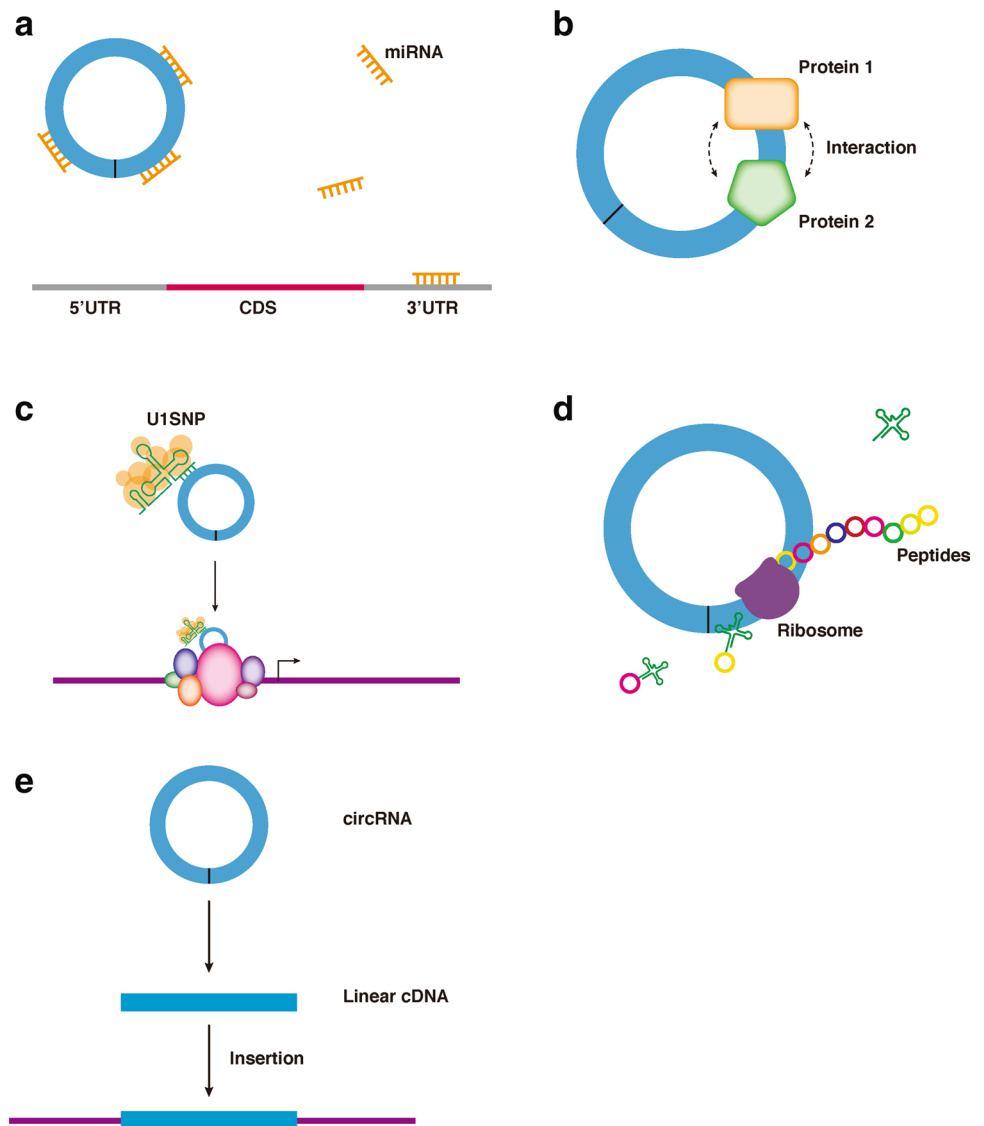 a
miRNA
5’UTR
CDS
3’UTR
b
Protein 1
Interaction
Protein 2
c
U1SNP
d
Peptides
Ribosome
e
circRNA
Linear cDNA
Insertion